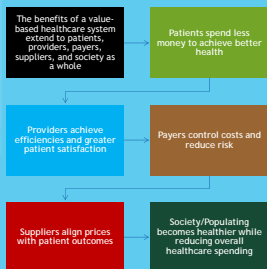 The benefits of a value-
based healthcare system
extend to patients,
providers, payers,
suppliers, and society as
a whole
Patients spend less
money to achieve better
health
Providers achieve
efficiencies and greater
patient satisfaction
Payers control costs and
reduce risk
Suppliers align prices
with patient outcomes
Society/Populating
becomes healthier while
reducing overall
healthcare spending